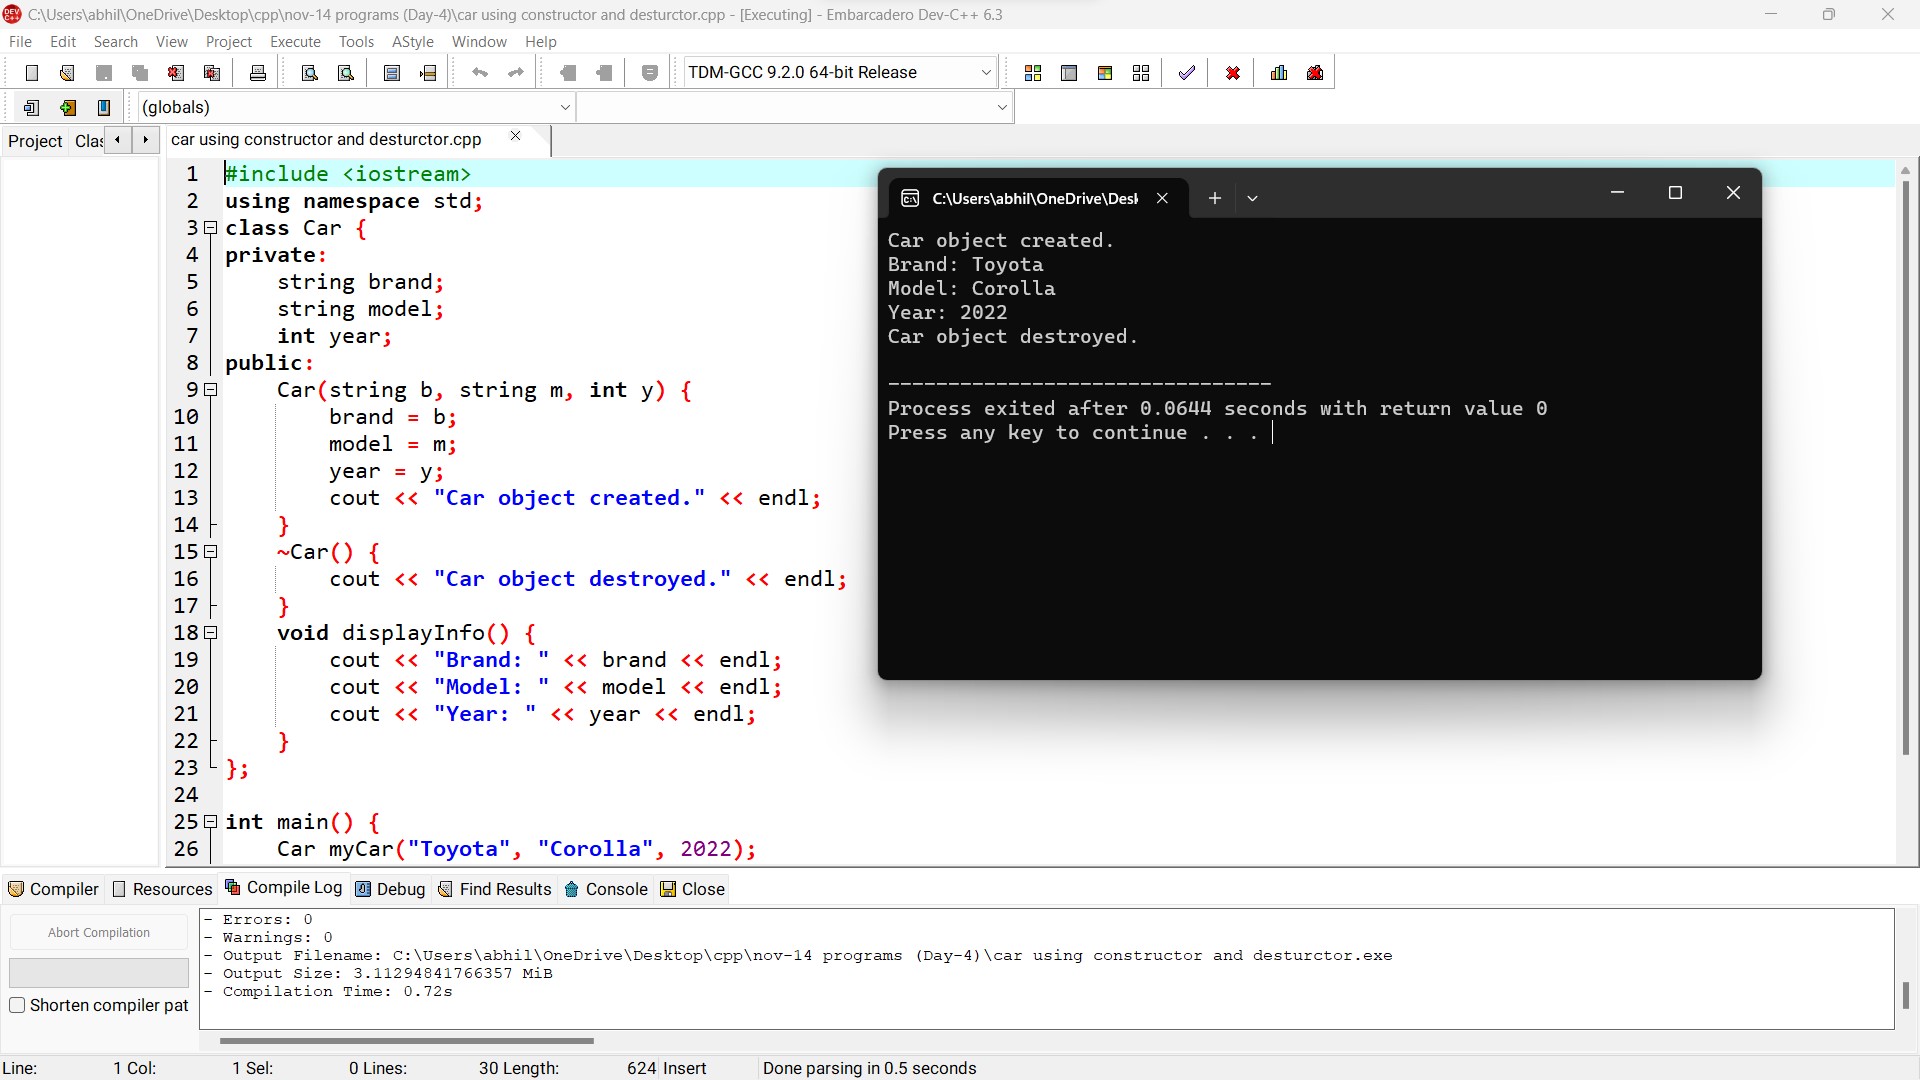 C:\Users\abhil\OneDrive\Desktop\cpp\nov-14 programs (Day-4)\car using constructor and desturctor.cpp - [Executing] - Embarcadero Dev-C++ 6.3
File Edit Search View Project Execute Tools AStyle Window Help
TDM-GCC 9.2.0 64-bit Release
(globals)
Project Clas car using constructor and desturctor.cpp
1 #include <iostream>
2 using namespace std;
3 class Car {
4 private:
5 string brand;
6 string model;
7 int year;
8 public:
9 Car(string b, string m, int y) {
10 brand = b;
11 model = m;
12 year = y;
13 cout << "Car object created." << endl;
14 }
15 ~Car() {
16 cout << "Car object destroyed." << endl;
17 }
18 void displayInfo() {
19 cout << "Brand: " << brand << endl;
20 cout << "Model: " << model << endl;
21 cout << "Year: " << year << endl;
22 }
23 };
24
25 int main() {
26 Car myCar("Toyota", "Corolla", 2022);
C:\Users\abhil\OneDrive\Desk
Car object created.
Brand: Toyota
Model: Corolla
Year: 2022
Car object destroyed.
--------------------------------
Process exited after 0.0644 seconds with return value 0
Press any key to continue . . .
Compiler Resources Compile Log Debug Find Results Console Close
Abort Compilation
Shorten compiler pat
- Errors: 0
- Warnings: 0
- Output Filename: C:\Users\abhil\OneDrive\Desktop\cpp\nov-14 programs (Day-4)\car using constructor and desturctor.exe
- Output Size: 3.11294841766357 MiB
- Compilation Time: 0.72s
Line: 1 Col: 1 Sel: 0 Lines: 30 Length: 624 Insert Done parsing in 0.5 seconds